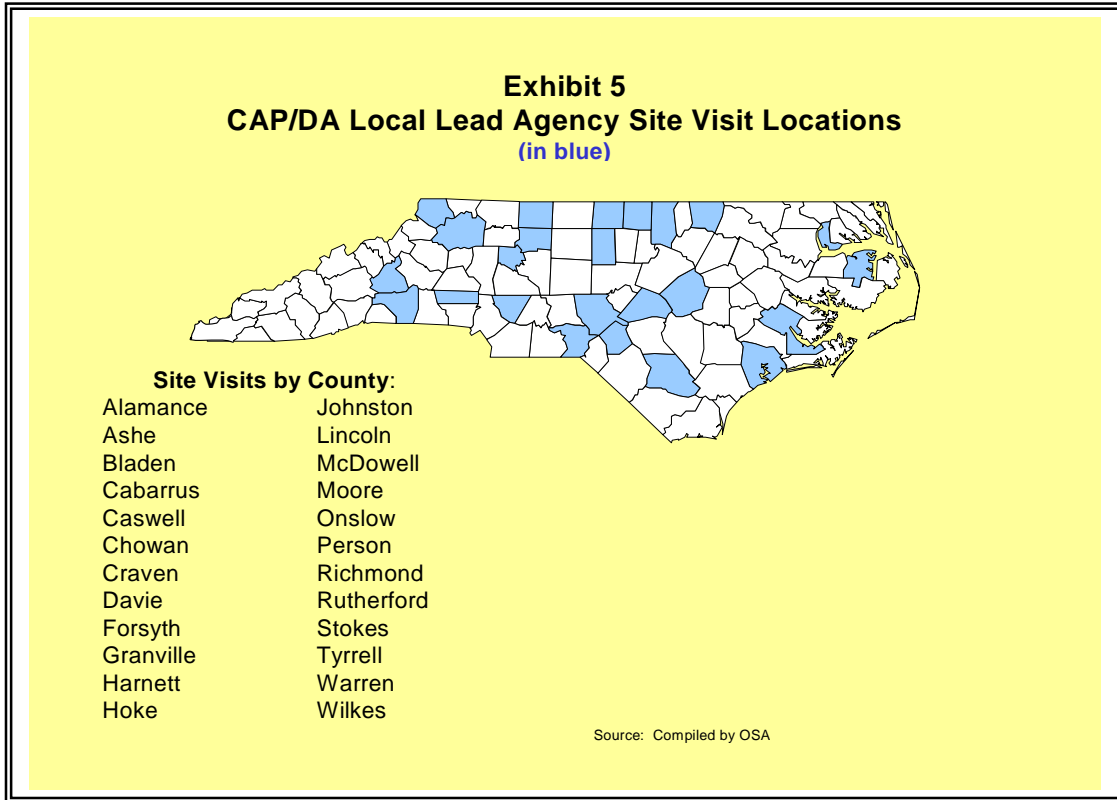 Exhibit 5
CAP/DA Local Lead Agency Site Visit Locations
(in blue)
Site Visits by County:
Alamance
Ashe
Bladen
Cabarrus
Caswell
Chowan
Craven
Davie
Forsyth
Granville
Harnett
Hoke
Johnston
Lincoln
McDowell
Moore
Onslow
Person
Richmond
Rutherford
Stokes
Tyrrell
Warren
Wilkes
Source: Compiled by OSA